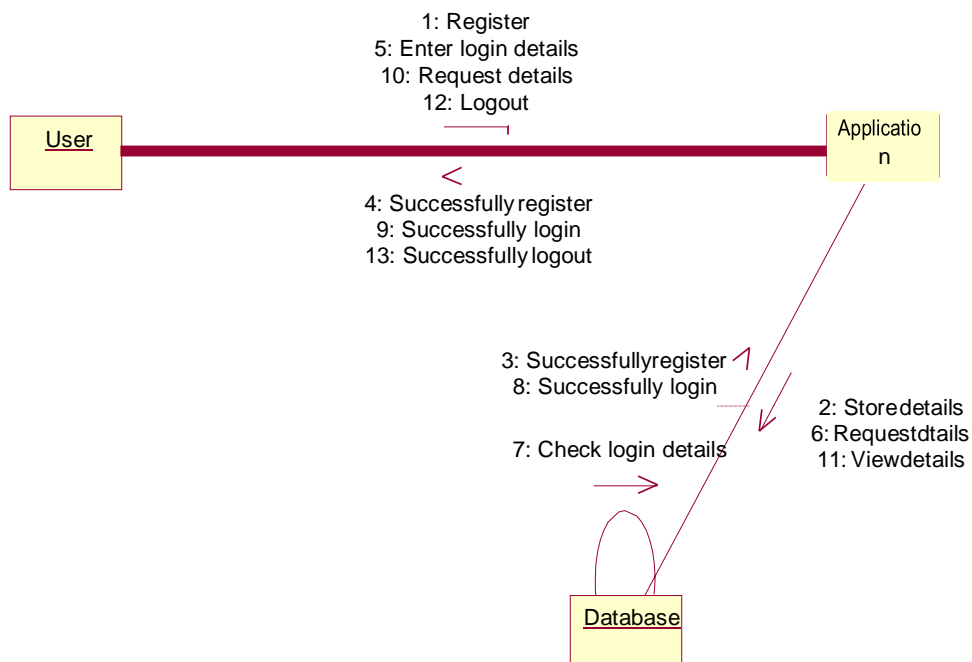 1: Register
5: Enter login details
10: Request details
12: Logout
User
Applicatio
n
4: Successfully register
9: Successfully login
13: Successfully logout
3: Successfullyregister
8: Successfully login
2: Storedetails
6: Requestdtails
11: Viewdetails
7: Check login details
Database